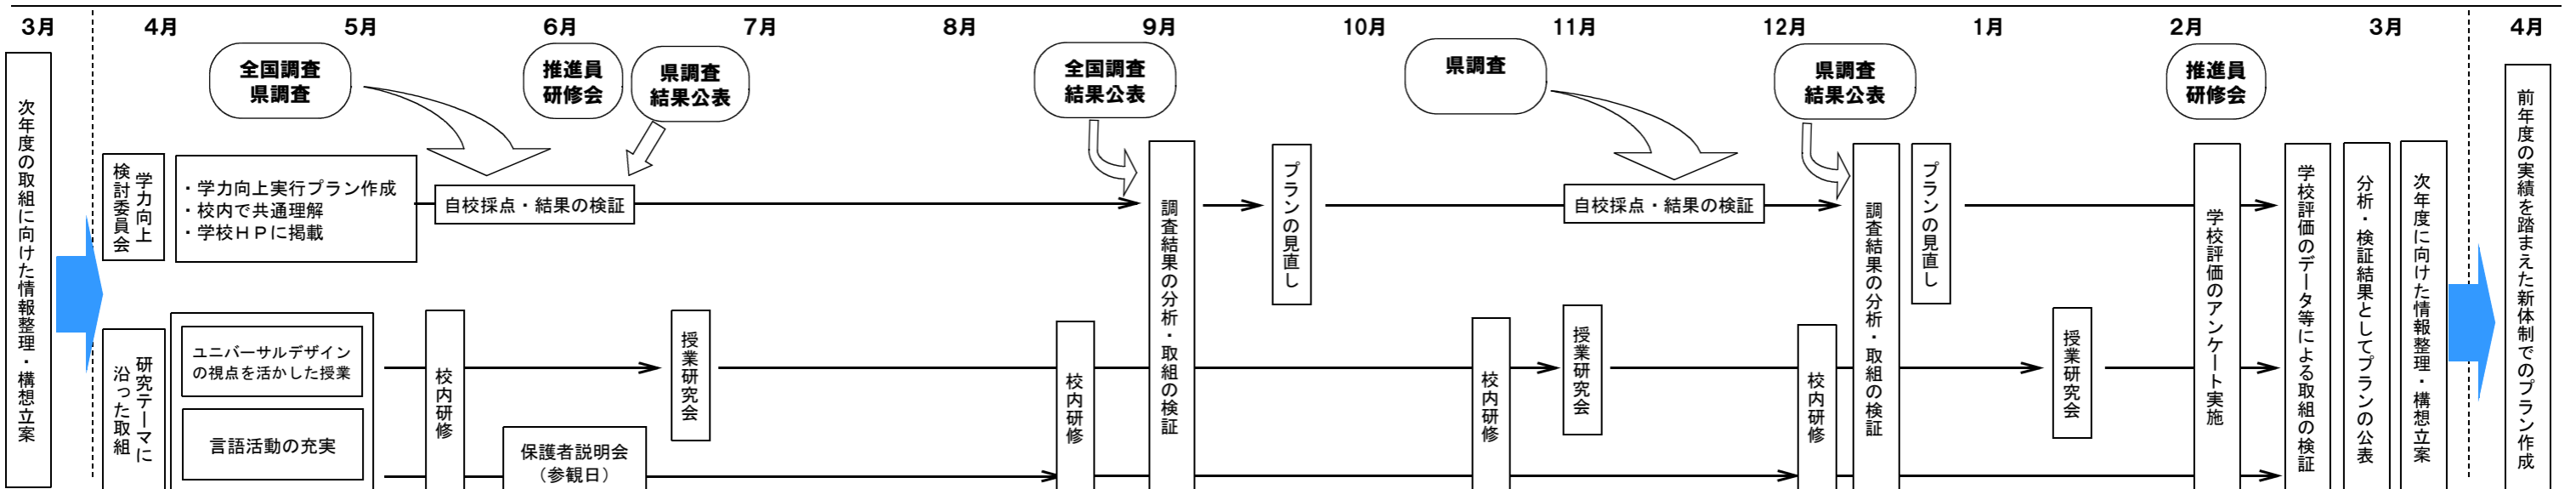 3月
4月
5月
6月
7月
8月
9月
10月
11月
12月
1月
2月
3月
4月
全国調査
県調査
推進員
研修会
県調査
結果公表
全国調査
結果公表
県調査
県調査
結果公表
推進員
研修会
次年度の取組に向けた情報整理・構想立案
学力向上
検討委員会
・学力向上実行プラン作成
・校内で共通理解
・学校HPに掲載
自校採点・結果の検証
調査結果の分析・取組の検証
プランの見直し
自校採点・結果の検証
調査結果の分析・取組の検証
プランの見直し
学校評価のアンケート実施
学校評価のデータ等による取組の検証
分析・検証結果としてプランの公表
次年度に向けた情報整理・構想立案
前年度の実績を踏まえた新体制でのプラン作成
研究テーマに
沿った取組
ユニバーサルデザイン
の視点を活かした授業
言語活動の充実
校内研修
保護者説明会
（参観日）
授業研究会
校内研修
校内研修
授業研究会
校内研修
授業研究会